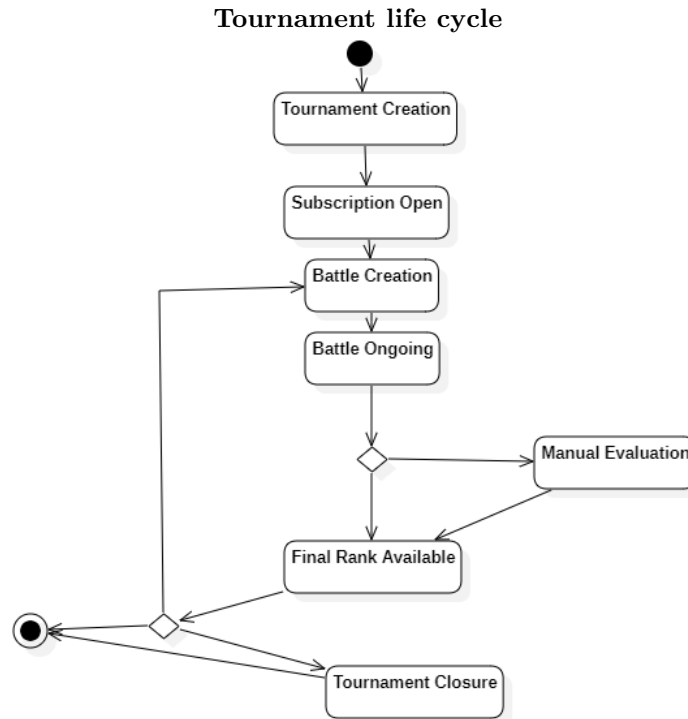 Tournament life cycle
Tournament Creation
Subscription Open
Battle Creation
Battle Ongoing
Manual Evaluation
Final Rank Available
Tournament Closure